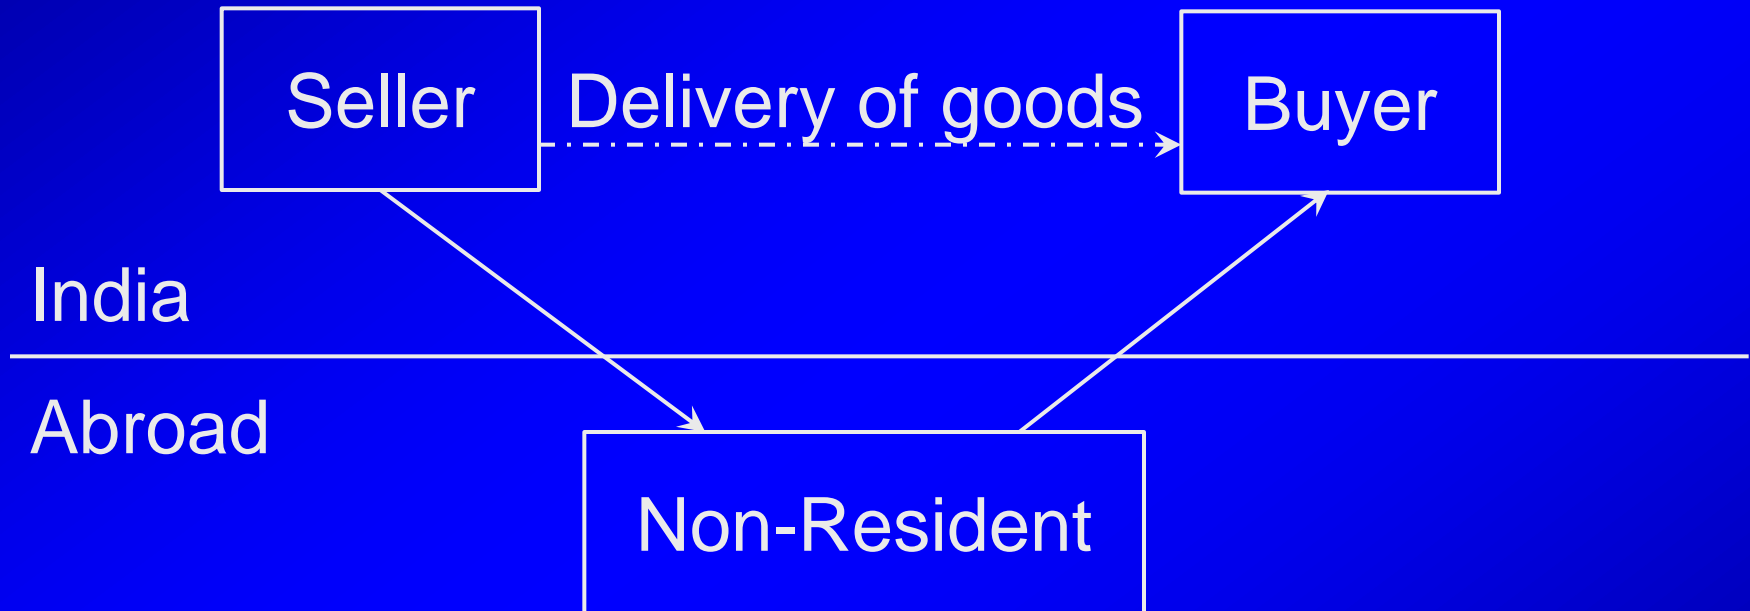 Seller
Delivery of goods
Buyer
India
Abroad
Non-Resident